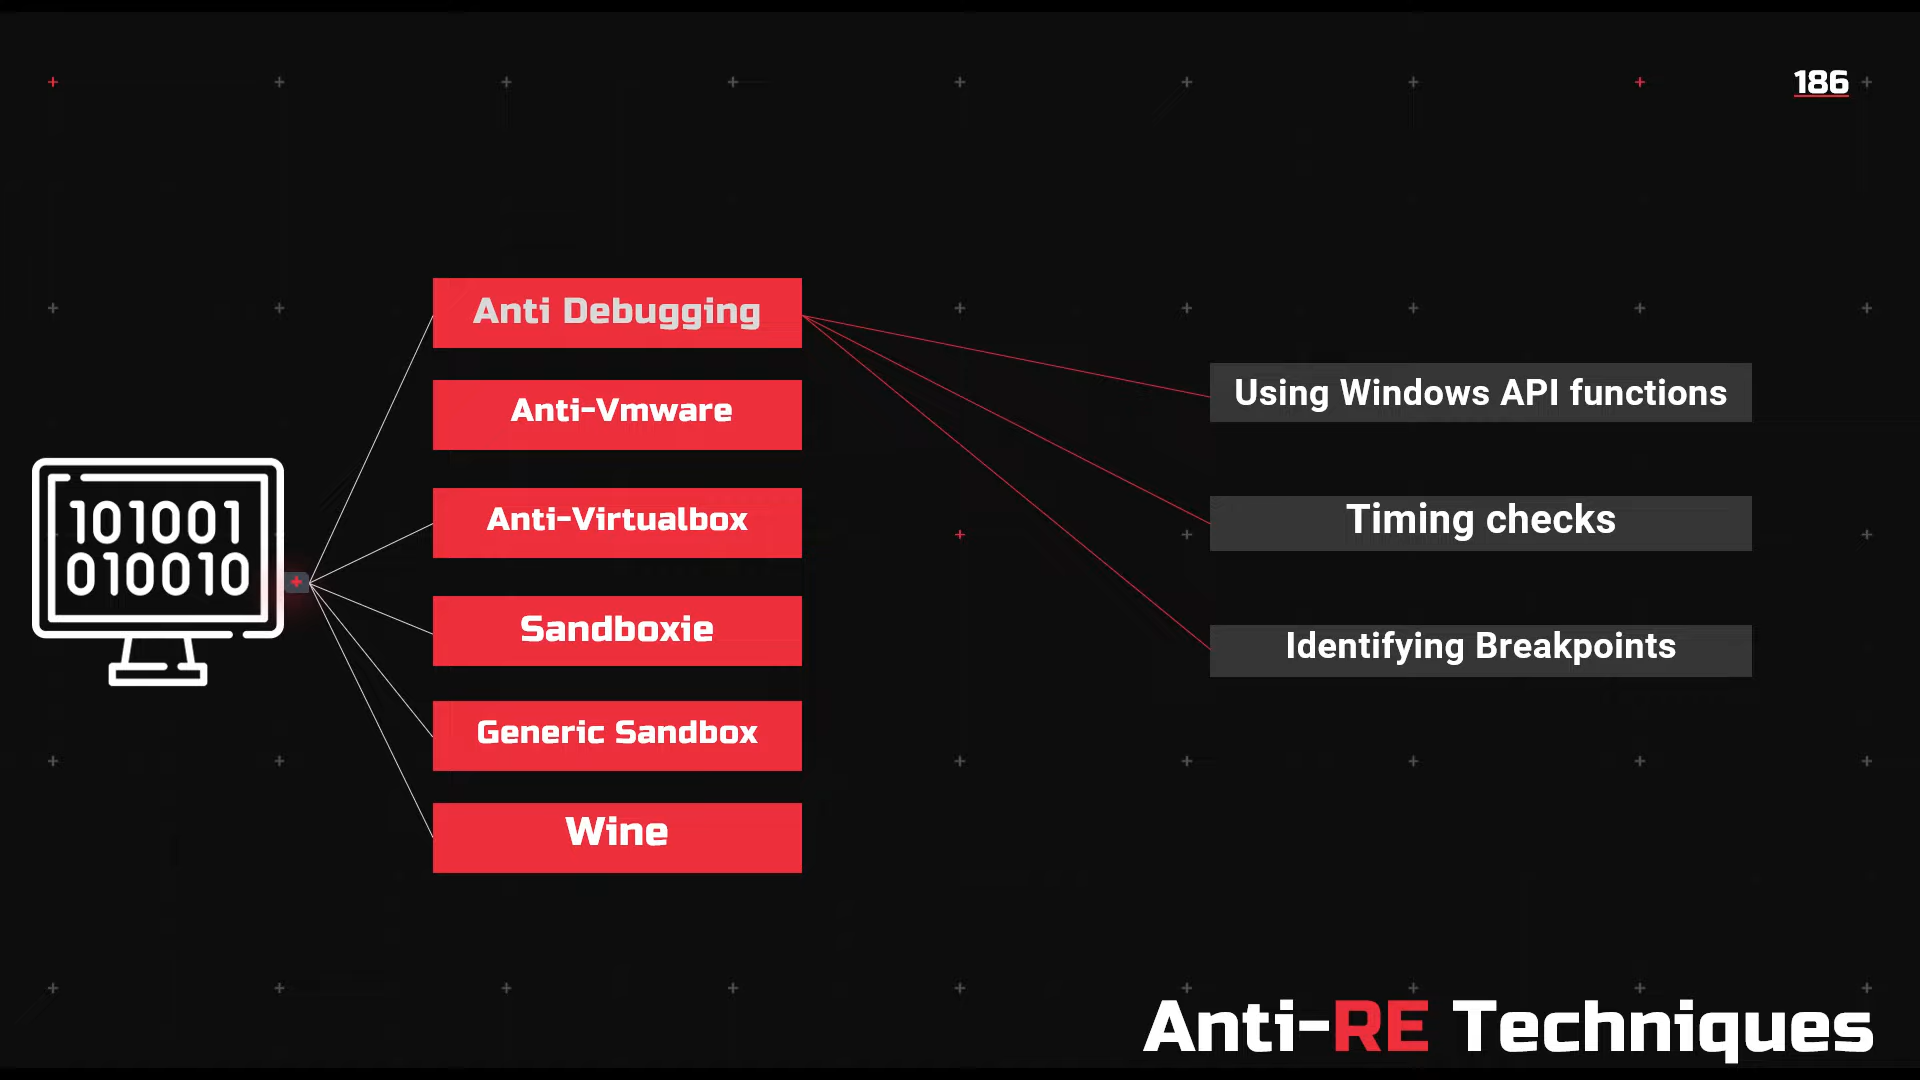 186
Anti Debugging
Anti-Vmware
Anti-Virtualbox
Sandboxie
Generic Sandbox
Wine
Using Windows API functions
Timing checks
Identifying Breakpoints
101001
010010
Anti-RE Techniques